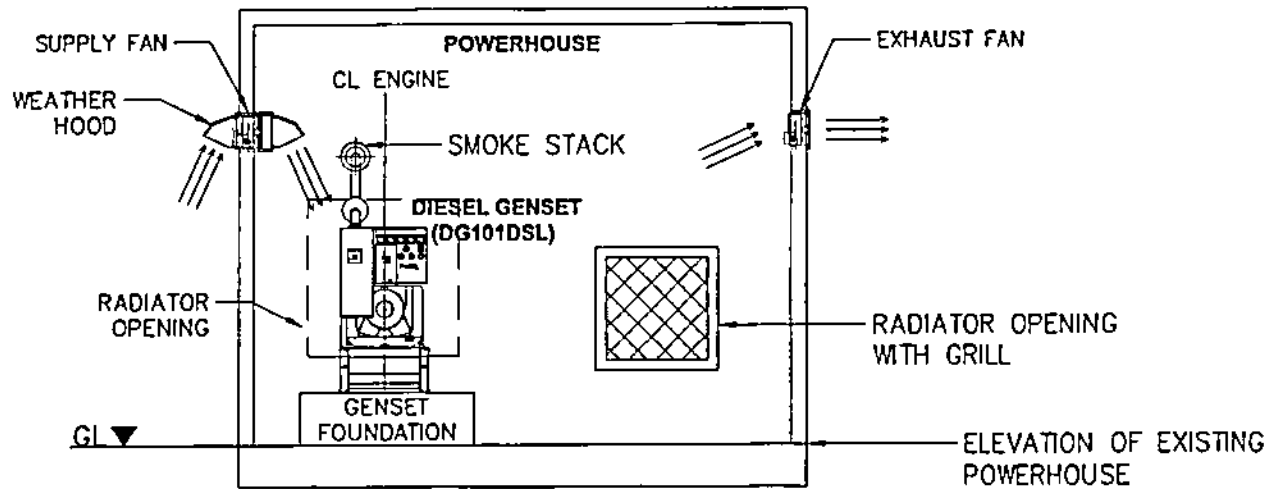 POWERHOUSE
SUPPLY FAN
EXHAUST FAN
CL ENGINE
WEATHER
HOOD
SMOKE STACK
DIESEL GENSET
(DG101DSL)
RADIATOR
OPENING
RADIATOR OPENING
WITH GRILL
GENSET
FOUNDATION
GL
ELEVATION OF EXISTING
POWERHOUSE